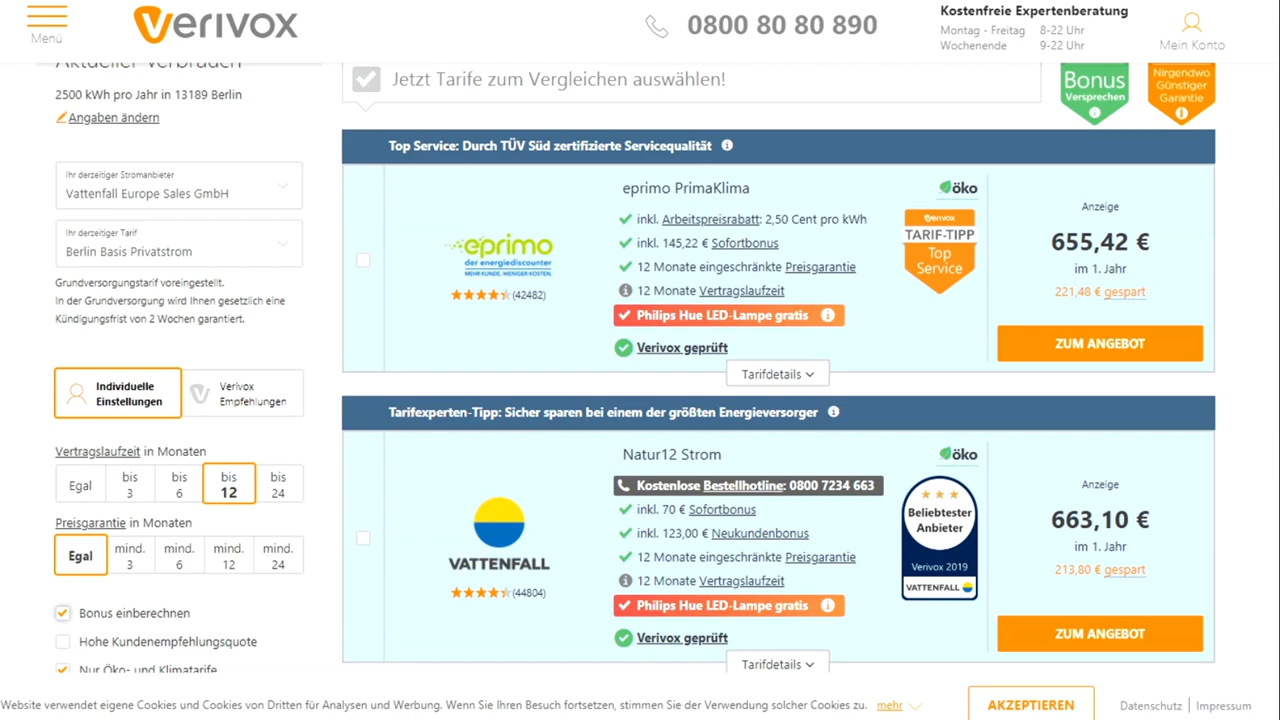 Menü
Verivox
0800 80 80 890
Kostenfreie Expertenberatung
Montag - Freitag 8-22 Uhr
Wochenende 9-22 Uhr
Mein Konto
Aktueller Verbrauch
2500 kWh pro Jahr in 13189 Berlin
Angaben ändern
Ihr derzeitiger Stromanbieter
Vattenfall Europe Sales GmbH
Ihr derzeitiger Tarif
Berlin Basis Privatstrom
Grundversorgungstarif voreingestellt.
In der Grundversorgung wird Ihnen gesetzlich eine
Kündigungsfrist von 2 Wochen garantiert.
Individuelle
Einstellungen
Verivox
Empfehlungen
Vertragslaufzeit in Monaten
Egal
bis
3
bis
6
bis
12
bis
24
Preisgarantie in Monaten
Egal
mind.
3
mind.
6
mind.
12
mind.
24
Bonus einberechnen
Hohe Kundenempfehlungsquote
Nur Öko- und Klimatarife
Jetzt Tarife zum Vergleichen auswählen!
Bonus
Versprechen
Nirgendwo
Günstiger
Garantie
Top Service: Durch TÜV Süd zertifizierte Servicequalität
eprimo
der energiediscounter
MEHR KUNDE. WENIGER KOSTEN.
(42482)
eprimo PrimaKlima
inkl. Arbeitspreisrabatt: 2,50 Cent pro kWh
inkl. 145,22 € Sofortbonus
12 Monate eingeschränkte Preisgarantie
12 Monate Vertragslaufzeit
Philips Hue LED-Lampe gratis
Verivox geprüft
öko
Verivox
TARIF-TIPP
Top
Service
Anzeige
655,42 €
im 1. Jahr
221,48 € gespart
ZUM ANGEBOT
Tarifdetails
Tarifexperten-Tipp: Sicher sparen bei einem der größten Energieversorger
VATTENFALL
(44804)
Natur12 Strom
Kostenlose Bestellhotline: 0800 7234 663
inkl. 70 € Sofortbonus
inkl. 123,00 € Neukundenbonus
12 Monate eingeschränkte Preisgarantie
12 Monate Vertragslaufzeit
Philips Hue LED-Lampe gratis
Verivox geprüft
öko
Beliebtester
Anbieter
Verivox 2019
VATTENFALL
Anzeige
663,10 €
im 1. Jahr
213,80 € gespart
ZUM ANGEBOT
Tarifdetails
Website verwendet eigene Cookies und Cookies von Dritten für Analysen und Werbung. Wenn Sie Ihren Besuch fortsetzen, stimmen Sie der Verwendung solcher Cookies zu. mehr
AKZEPTIEREN
Datenschutz | Impressum